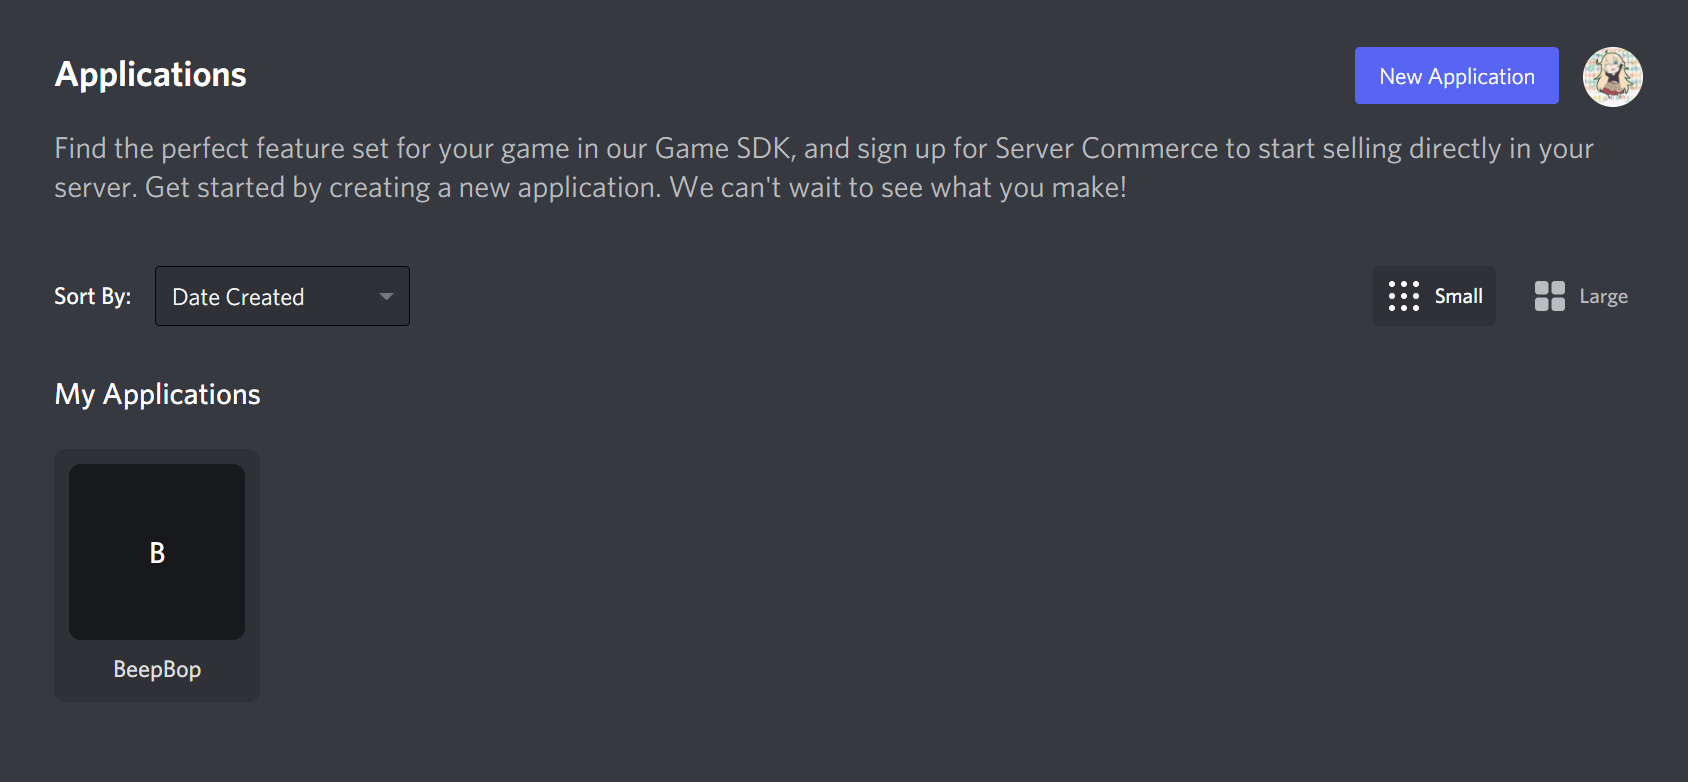 Applications
New Application
Find the perfect feature set for your game in our Game SDK, and sign up for Server Commerce to start selling directly in your
server. Get started by creating a new application. We can't wait to see what you make!
Sort By:
Date Created
Small
Large
My Applications
B
BeepBop